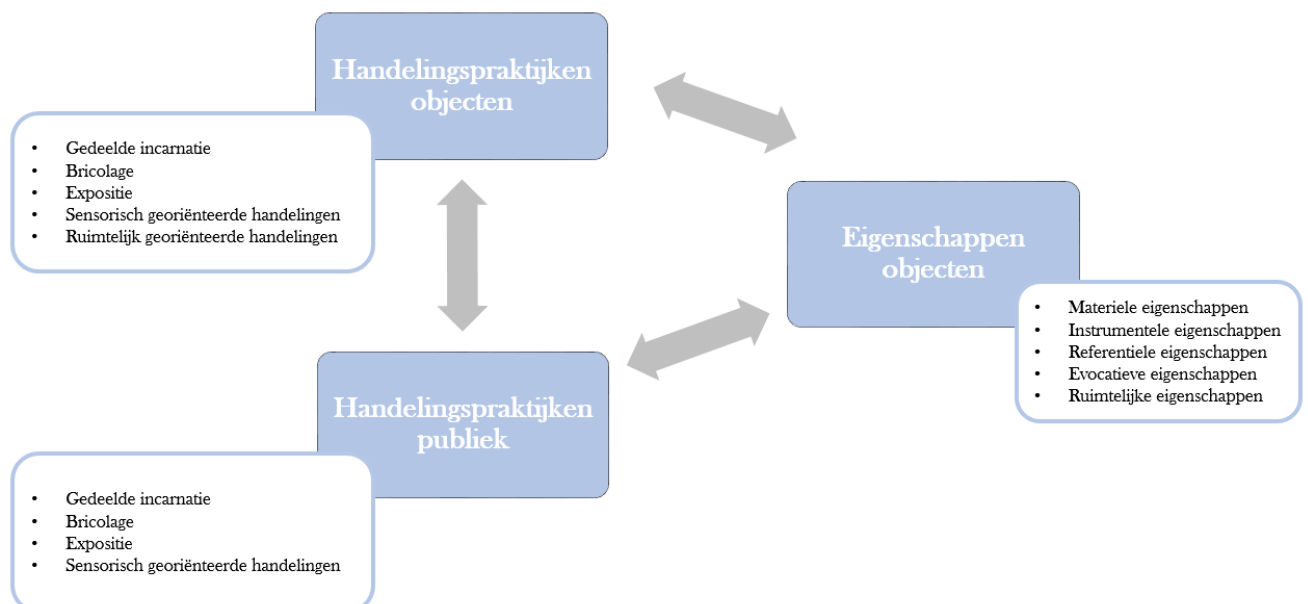 Handelingspraktijken
objecten
• Gedeelde incarnatie
• Bricolage
• Expositie
• Sensorisch georiënteerde handelingen
• Ruimtelijk georiënteerde handelingen
Eigenschappen
objecten
• Materiele eigenschappen
• Instrumentele eigenschappen
• Referentiele eigenschappen
• Evocatieve eigenschappen
• Ruimtelijke eigenschappen
Handelingspraktijken
publiek
• Gedeelde incarnatie
• Bricolage
• Expositie
• Sensorisch georiënteerde handelingen